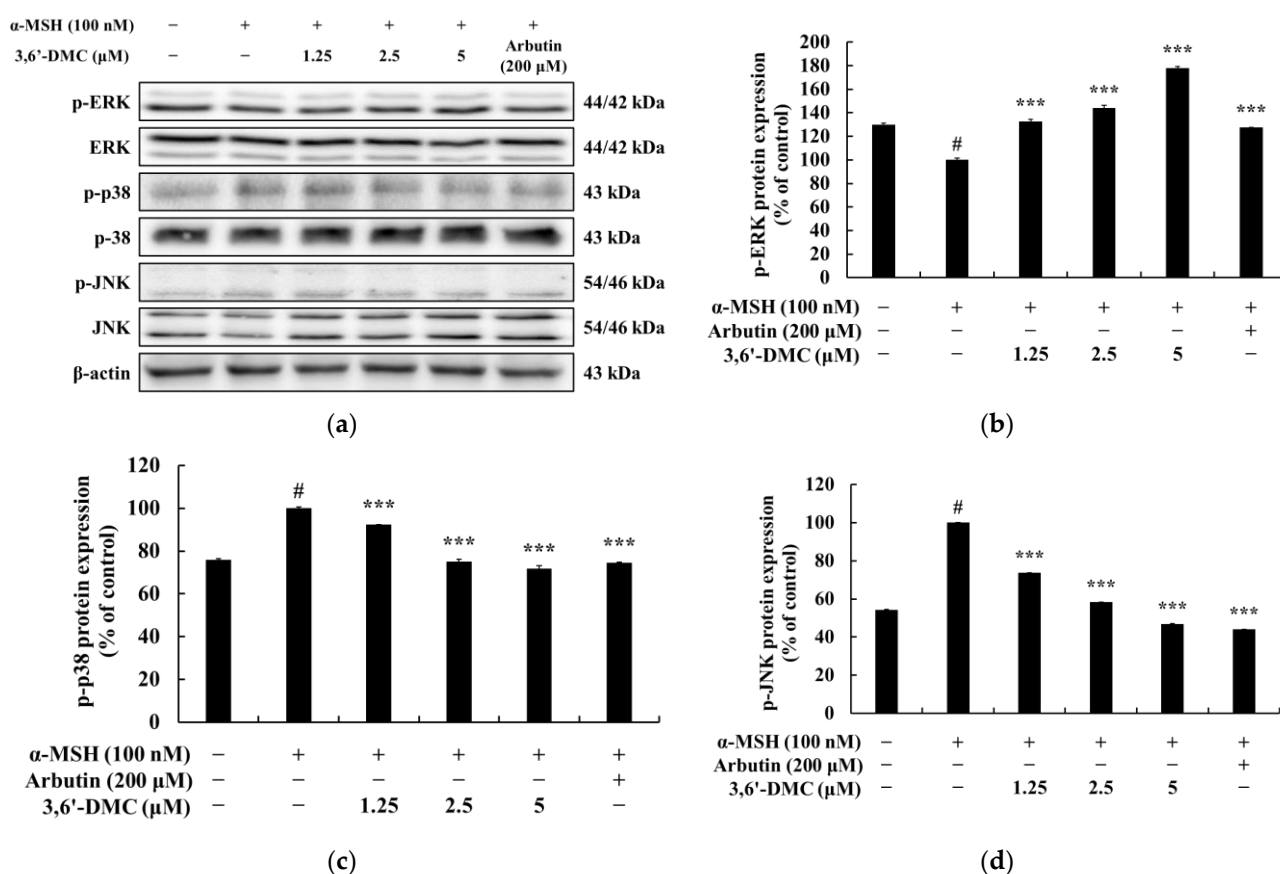 α-MSH (100 nM) − + + + + +
3,6’-DMC (μM) − − 1.25 2.5 5 Arbutin (200 μM)
p-ERK 44/42 kDa
ERK 44/42 kDa
p-p38 43 kDa
p-38 43 kDa
p-JNK 54/46 kDa
JNK 54/46 kDa
β-actin 43 kDa
(a)
p-ERK protein expression
(% of control)
200
180
160
140
120
100
80
60
40
20
0
# *** *** *** ***
α-MSH (100 nM) − + + + + +
Arbutin (200 μM) − − − − − +
3,6'-DMC (μM) − − 1.25 2.5 5 −
(b)
p-p38 protein expression
(% of control)
120
100
80
60
40
20
0
# *** *** *** ***
α-MSH (100 nM) − + + + + +
Arbutin (200 μM) − − − − − +
3,6'-DMC (μM) − − 1.25 2.5 5 −
(c)
p-JNK protein expression
(% of control)
120
100
80
60
40
20
0
# *** *** *** ***
α-MSH (100 nM) − + + + + +
Arbutin (200 μM) − − − − − +
3,6'-DMC (μM) − − 1.25 2.5 5 −
(d)